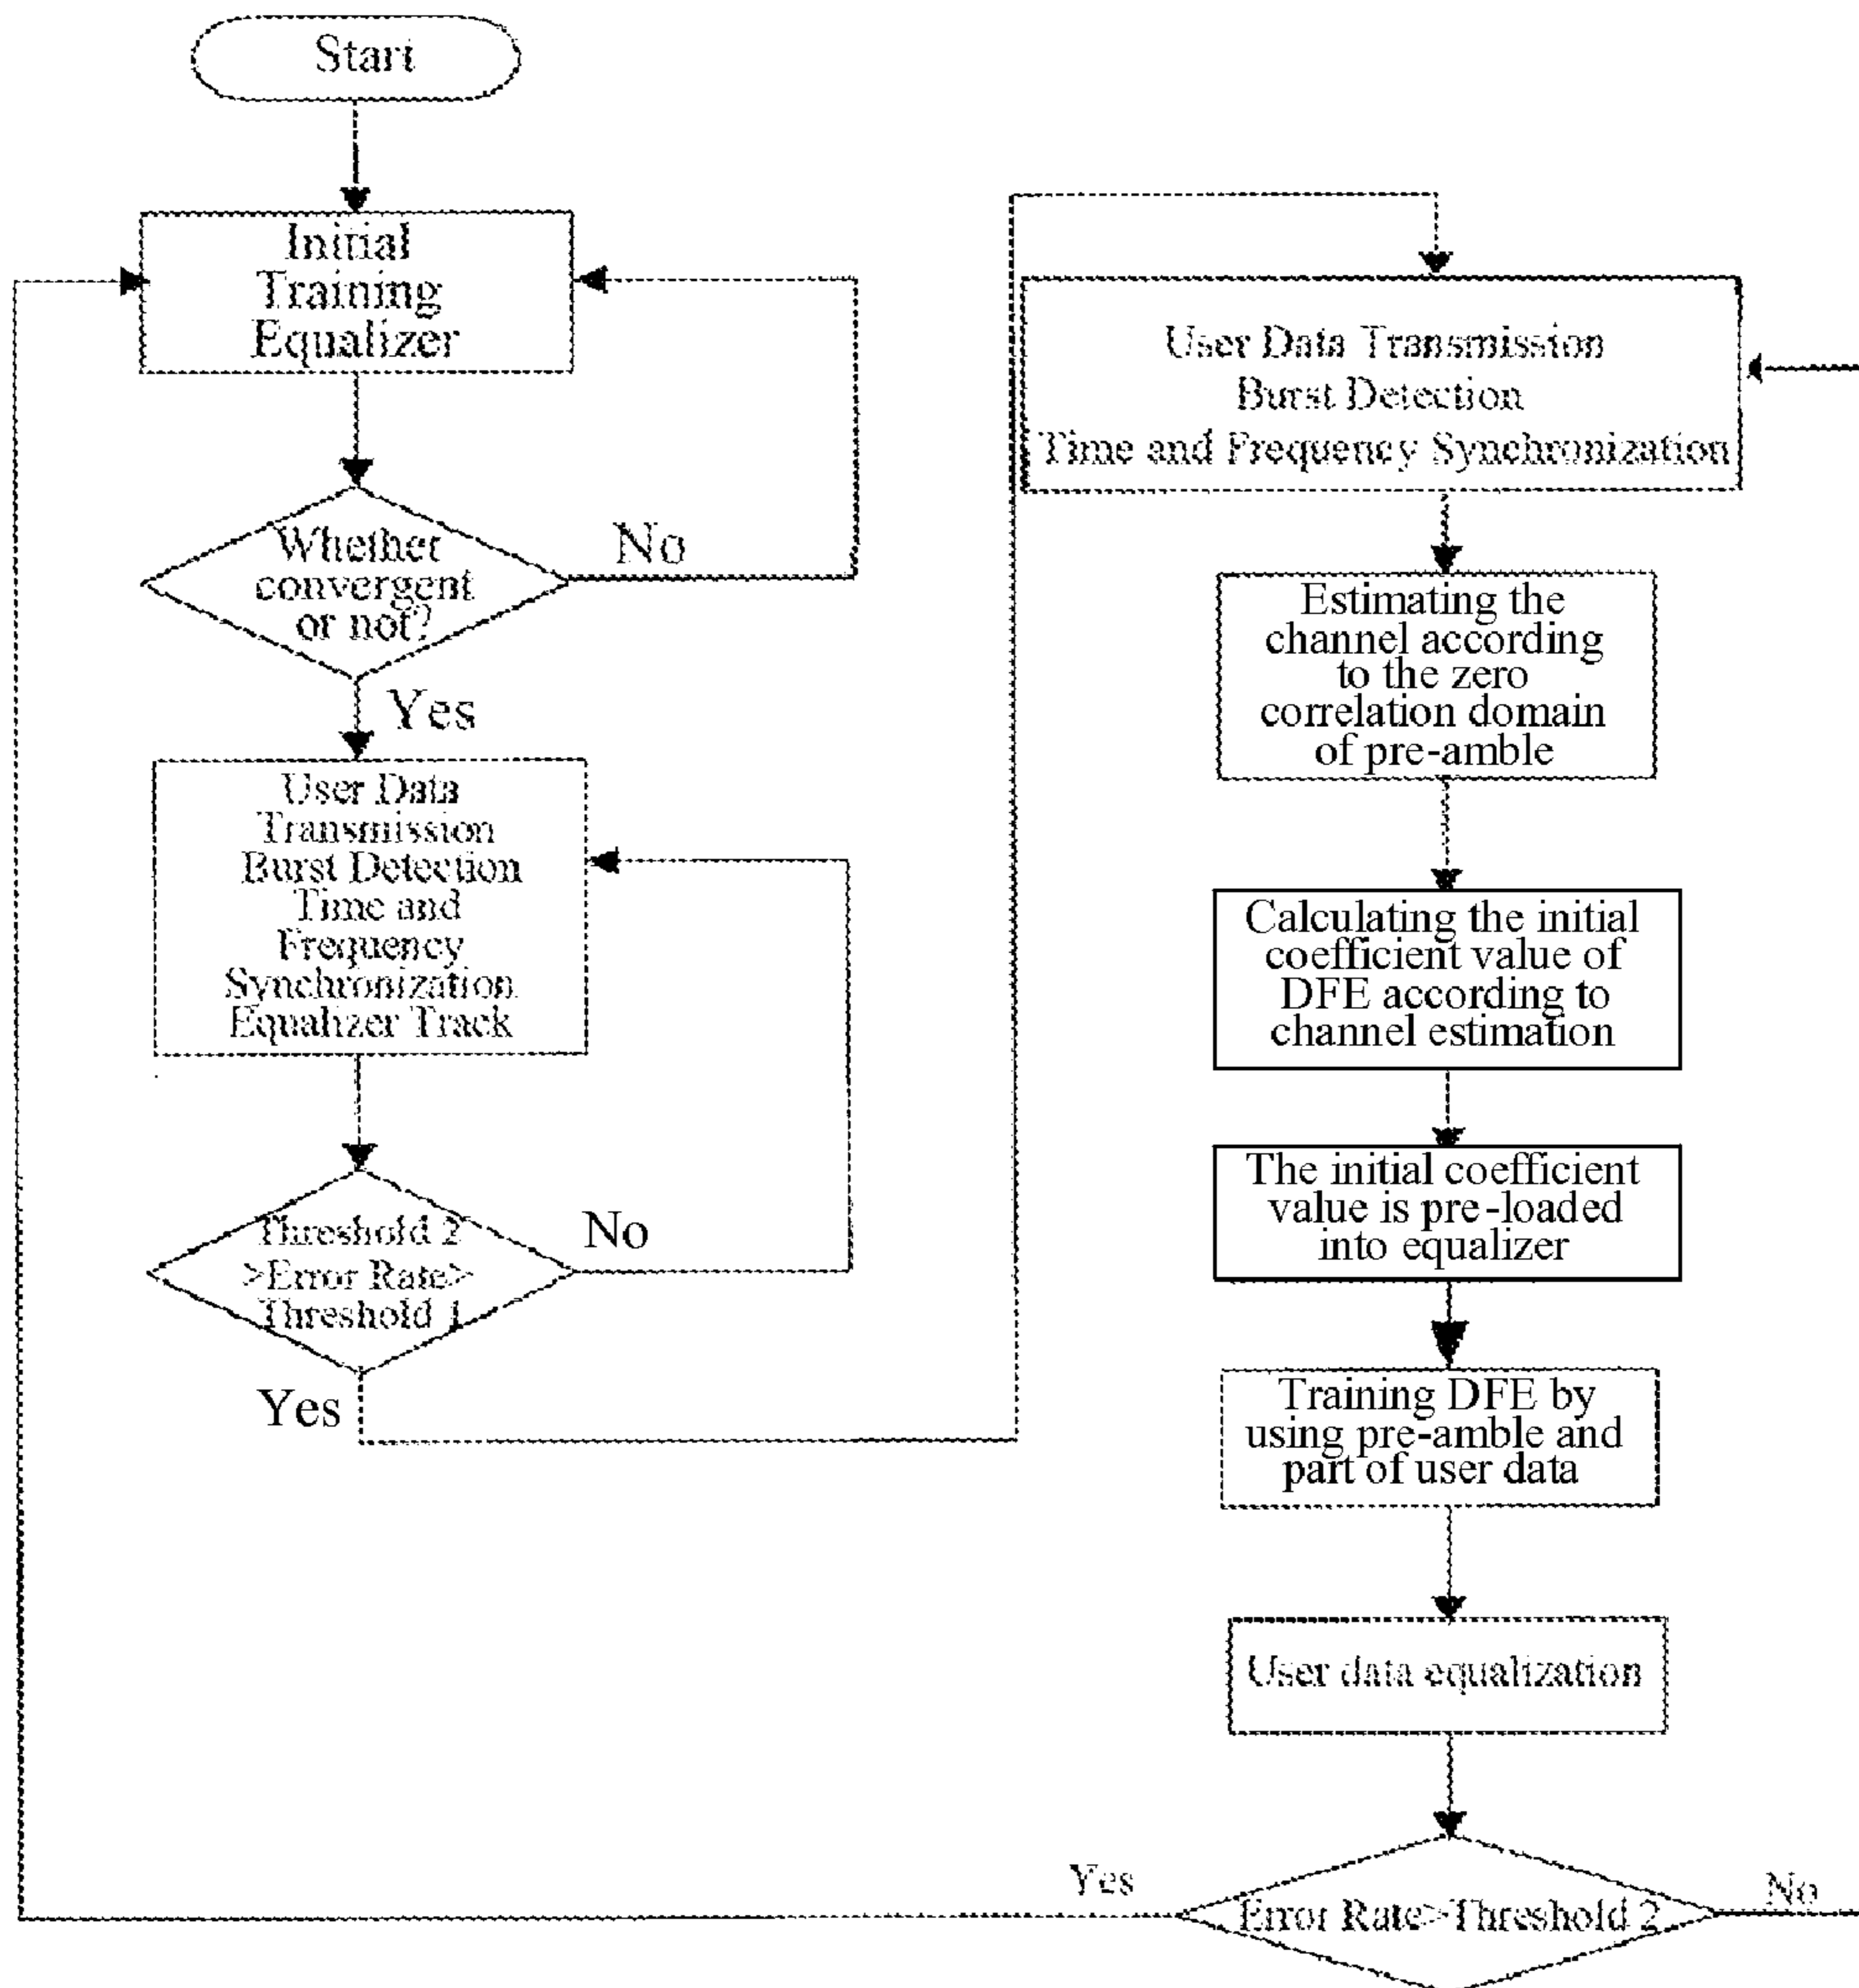 Start
Initial
Training
Equalizer
Whether
convergent
or not?
No
Yes
User Data
Transmission
Burst Detection
Time and
Frequency
Synchronization
Equalizer Track
Threshold 2
>Error Rate>
Threshold 1
No
Yes
User Data Transmission
Burst Detection
Time and Frequency Synchronization
Estimating the
channel according
to the zero
correlation domain
of pre-amble
Calculating the initial
coefficient value of
DFE according to
channel estimation
The initial coefficient
value is pre-loaded
into equalizer
Training DFE by
using pre-amble and
part of user data
User data equalization
Error Rate>Threshold 2
Yes
No